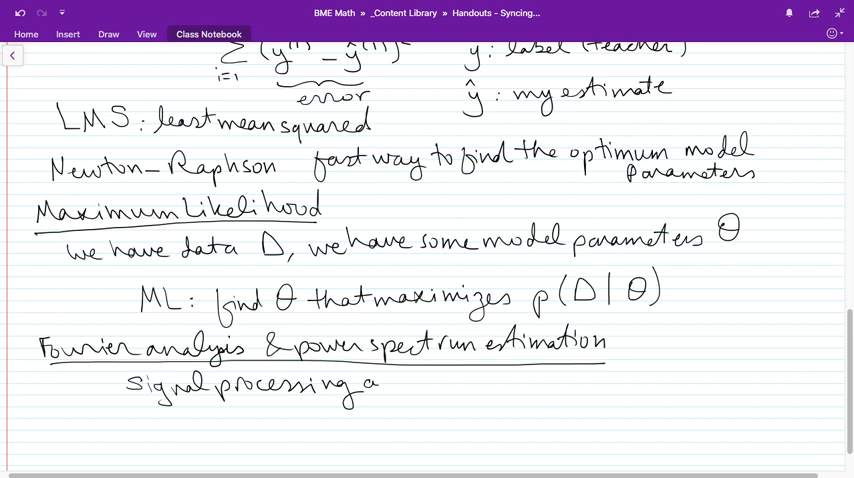 BME Math » _Content Library » Handouts - Syncing...
Home Insert Draw View Class Notebook
∑ (y⁽ⁱ⁾ - ŷ⁽ⁱ⁾)² y: label (teacher)
i=1
error
ŷ: my estimate
LMS: least mean squared
Newton-Raphson fast way to find the optimum model
parameters
Maximum Likelihood
we have data D, we have some model parameters θ
ML: find θ that maximizes p(D|θ)
Fourier analysis & power spectrum estimation
signal processing a